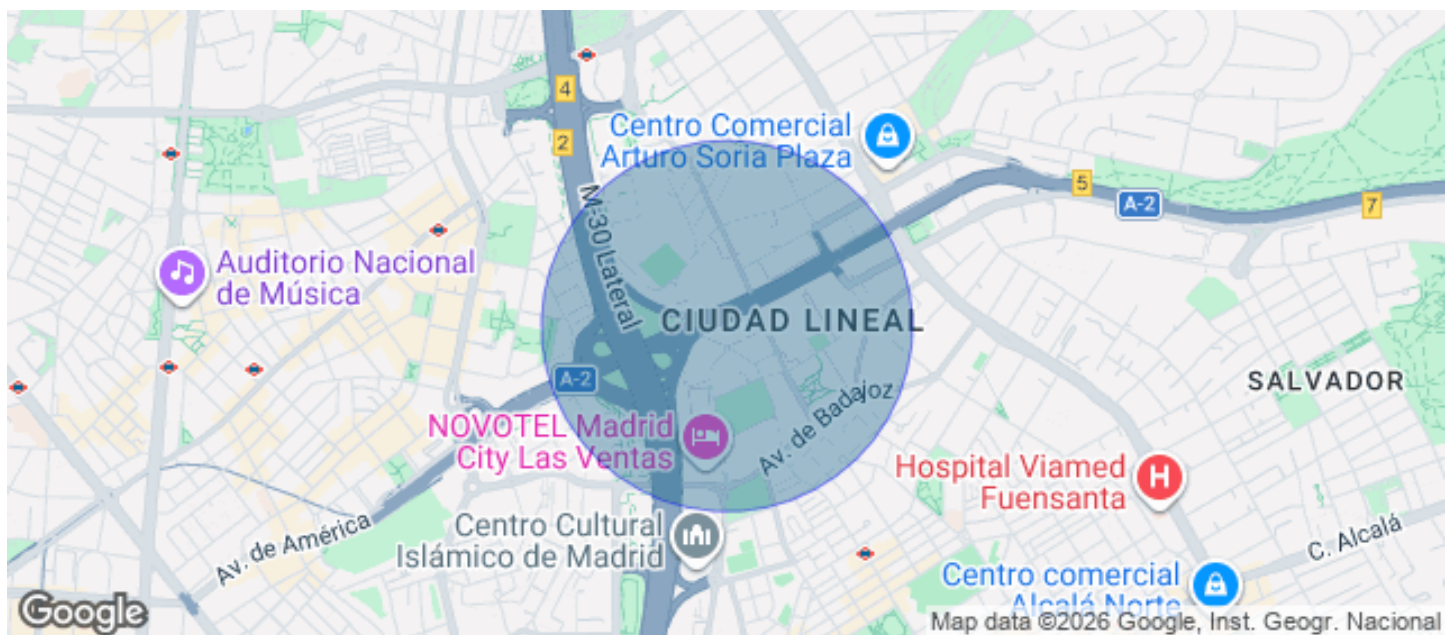 4
2
Centro Comercial
Arturo Soria Plaza
5
A-2
7
M-30 Lateral
Auditorio Nacional
de Música
CIUDAD LINEAL
A-2
SALVADOR
Av. de Badajoz
NOVOTEL Madrid
City Las Ventas
Hospital Viamed
Fuensanta
Av. de América
Centro Cultural
Islámico de Madrid
C. Alcalá
Centro comercial
Alcalá Norte
Google
Map data ©2026 Google, Inst. Geogr. Nacional